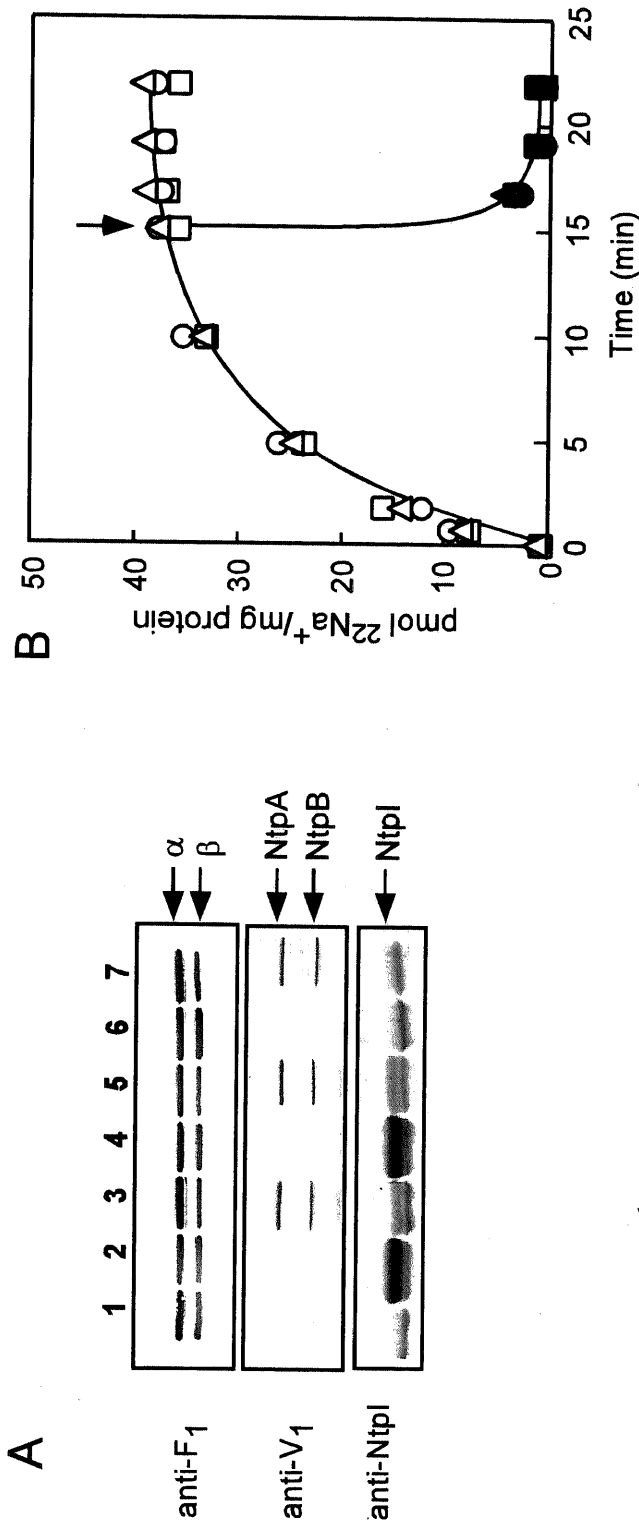 A
1 2 3 4 5 6 7
anti-F1
α
β
anti-V1
NtpA
NtpB
anti-NtpI
NtpI
B
pmol ²²Na⁺/mg protein
50
40
30
20
10
0
0 5 10 15 20 25
Time (min)